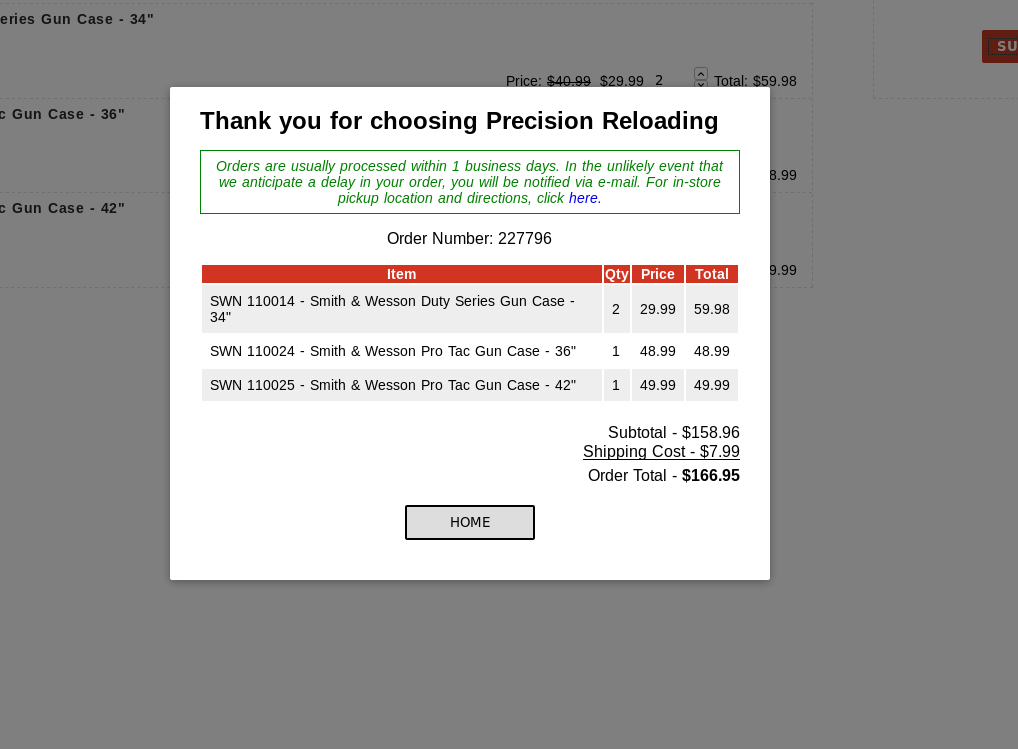 eries Gun Case - 34"
SU
Price: $40.99 $29.99 2 Total: $59.98
Thank you for choosing Precision Reloading
c Gun Case - 36"
Orders are usually processed within 1 business days. In the unlikely event that
we anticipate a delay in your order, you will be notified via e-mail. For in-store
pickup location and directions, click here.
8.99
c Gun Case - 42"
Order Number: 227796
9.99
Item Qty Price Total
SWN 110014 - Smith & Wesson Duty Series Gun Case -
34" 2 29.99 59.98
SWN 110024 - Smith & Wesson Pro Tac Gun Case - 36" 1 48.99 48.99
SWN 110025 - Smith & Wesson Pro Tac Gun Case - 42" 1 49.99 49.99
Subtotal - $158.96
Shipping Cost - $7.99
Order Total - $166.95
HOME